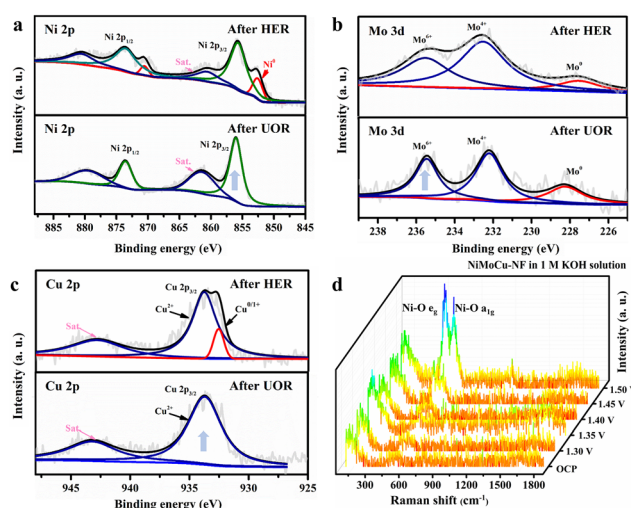 a
Ni 2p
After HER
Ni 2p1/2
Ni 2p3/2
Sat.
Ni0
Ni 2p
After UOR
Ni 2p1/2
Ni 2p3/2
Sat.
Intensity (a. u.)
885 880 875 870 865 860 855 850 845
Binding energy (eV)
b
Mo 3d
After HER
Mo6+
Mo4+
Mo0
Mo 3d
After UOR
Mo6+
Mo4+
Mo0
Intensity (a. u.)
239 236 233 230 227
Binding energy (eV)
c
Cu 2p
Cu 2p3/2
After HER
Cu2+
Cu0/1+
Sat
Cu 2p
Cu 2p3/2
After UOR
Cu2+
Sat
Intensity (a. u.)
945 940 935 930 925
Binding energy (eV)
d
NiMoCu-NF in 1 M KOH solution
Ni-O eg
Ni-O a1g
Intensity (a. u.)
1.50 V
1.45 V
1.40 V
1.35 V
1.30 V
OCP
300 600 900 1200 1500 1800
Raman shift (cm-1)